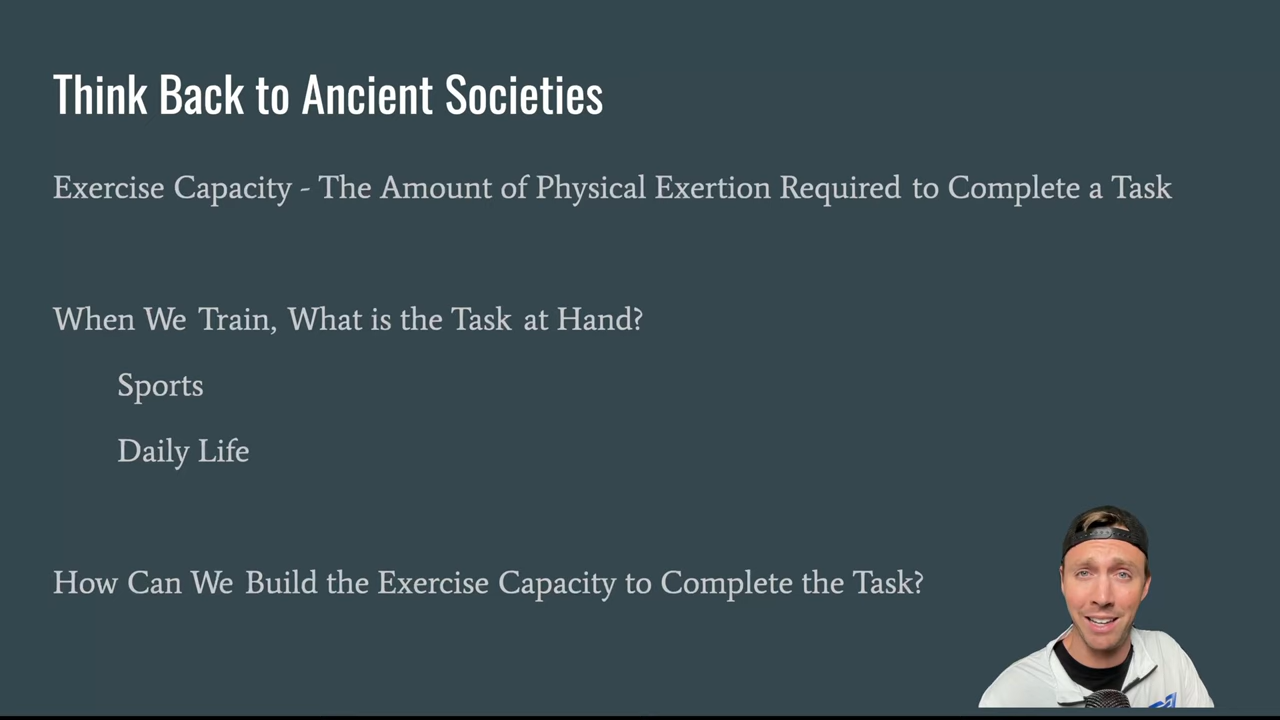 Think Back to Ancient Societies
Exercise Capacity - The Amount of Physical Exertion Required to Complete a Task
When We Train, What is the Task at Hand?
Sports
Daily Life
How Can We Build the Exercise Capacity to Complete the Task?